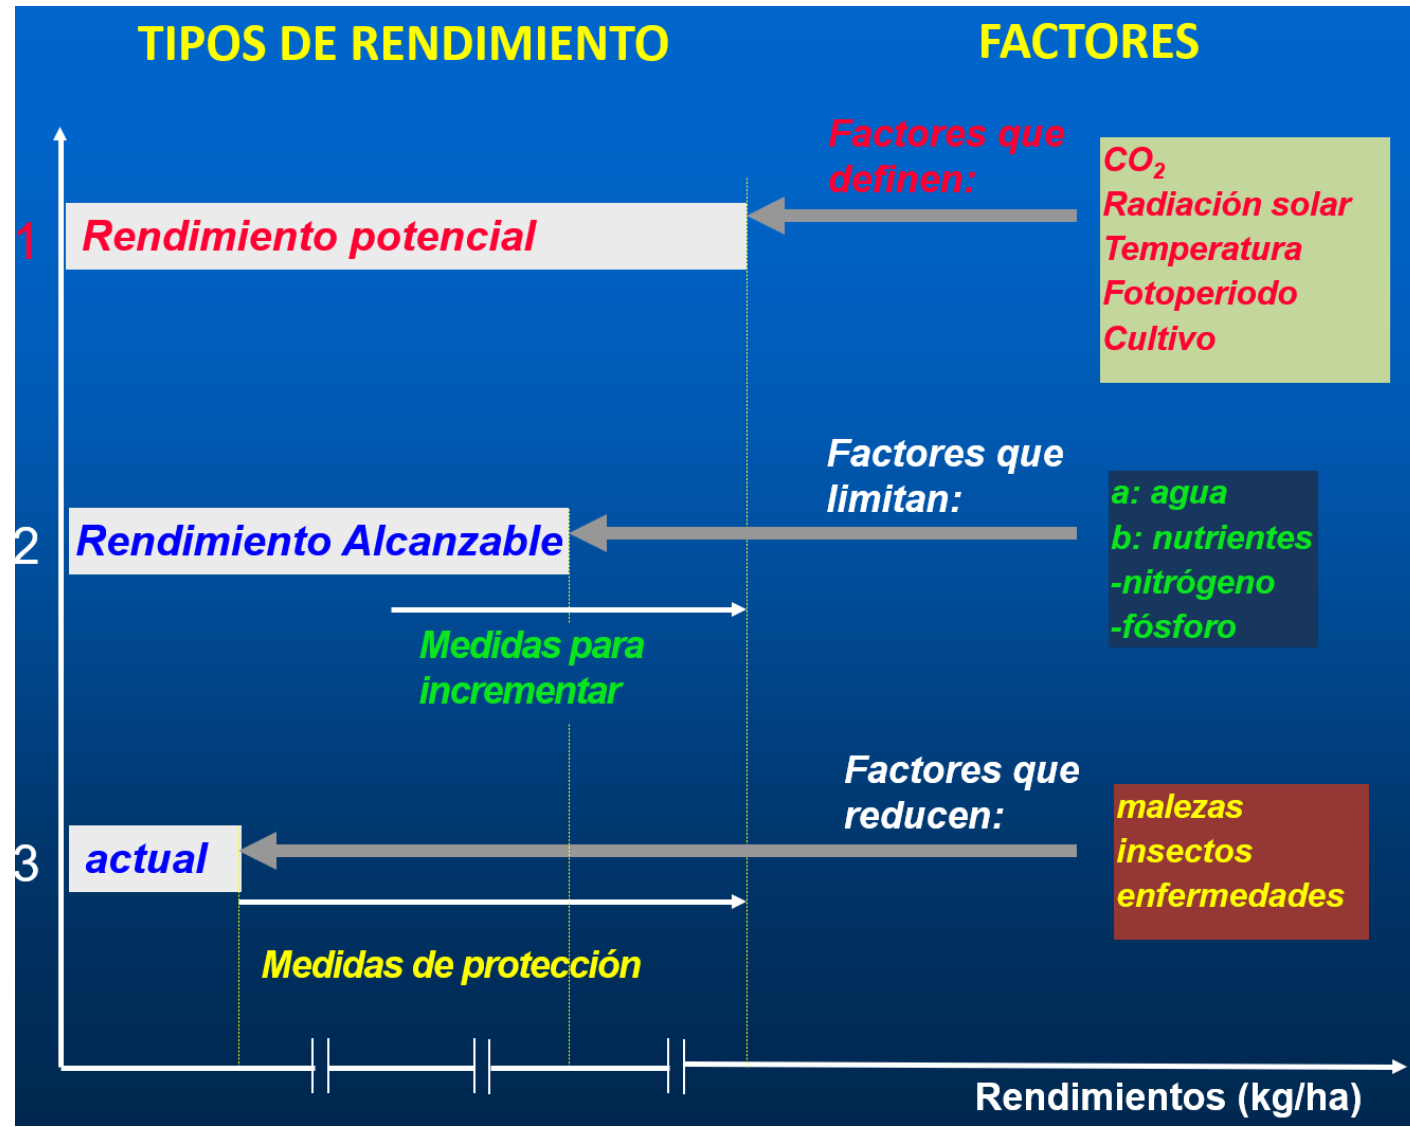 TIPOS DE RENDIMIENTO
FACTORES
Factores que
definen:
CO₂
Radiación solar
Temperatura
Fotoperiodo
Cultivo
1
Rendimiento potencial
Factores que
limitan:
a: agua
b: nutrientes
-nitrógeno
-fósforo
2
Rendimiento Alcanzable
Medidas para
incrementar
Factores que
reducen:
malezas
insectos
enfermedades
3
actual
Medidas de protección
Rendimientos (kg/ha)